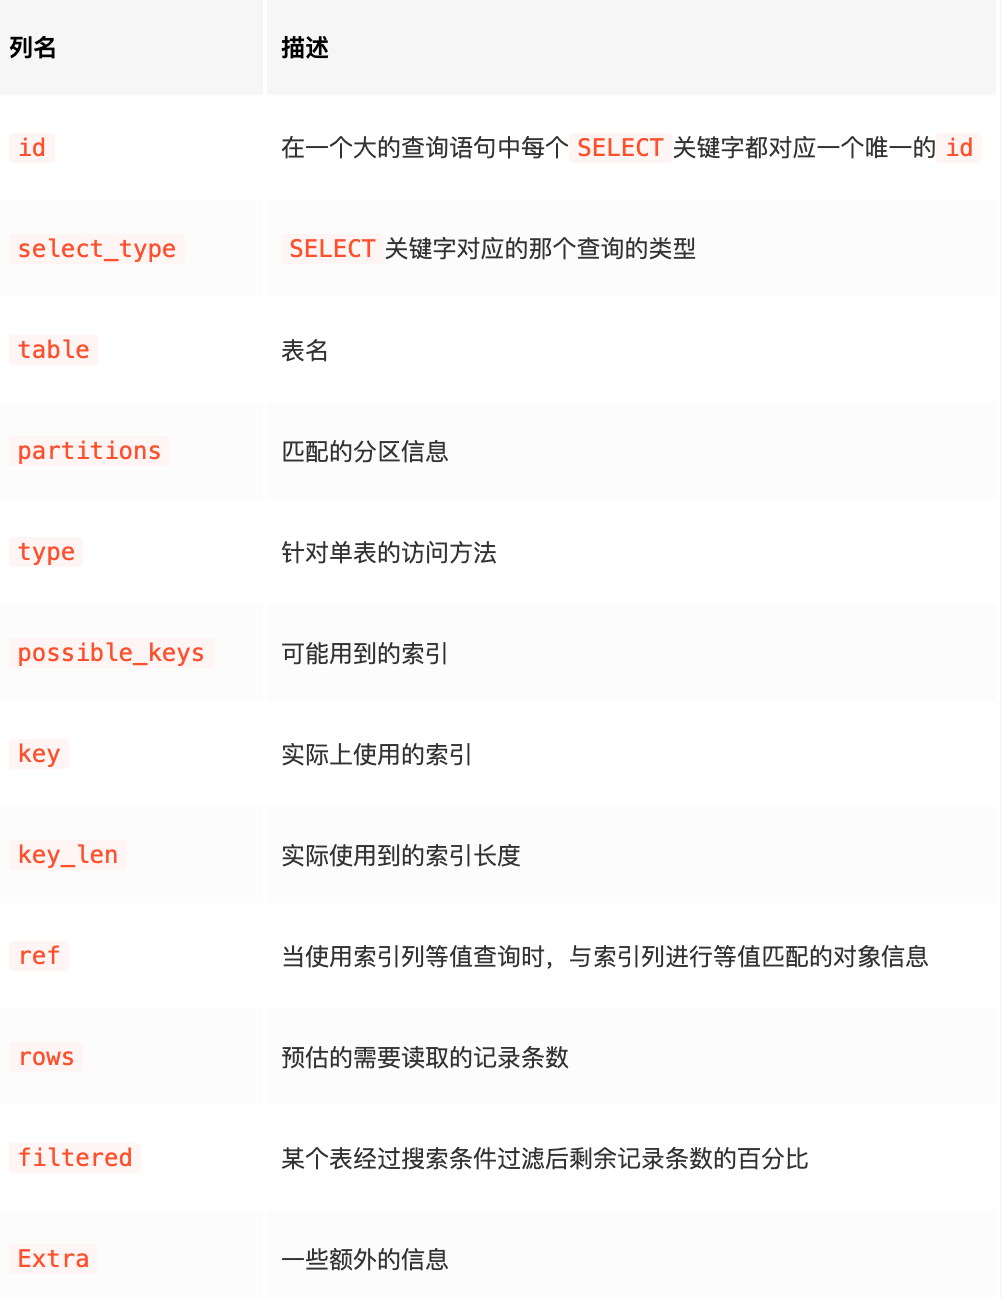 列名 描述
id 在一个大的查询语句中每个 SELECT 关键字都对应一个唯一的 id
select_type SELECT 关键字对应的那个查询的类型
table 表名
partitions 匹配的分区信息
type 针对单表的访问方法
possible_keys 可能用到的索引
key 实际上使用的索引
key_len 实际使用到的索引长度
ref 当使用索引列等值查询时，与索引列进行等值匹配的对象信息
rows 预估的需要读取的记录条数
filtered 某个表经过搜索条件过滤后剩余记录条数的百分比
Extra 一些额外的信息